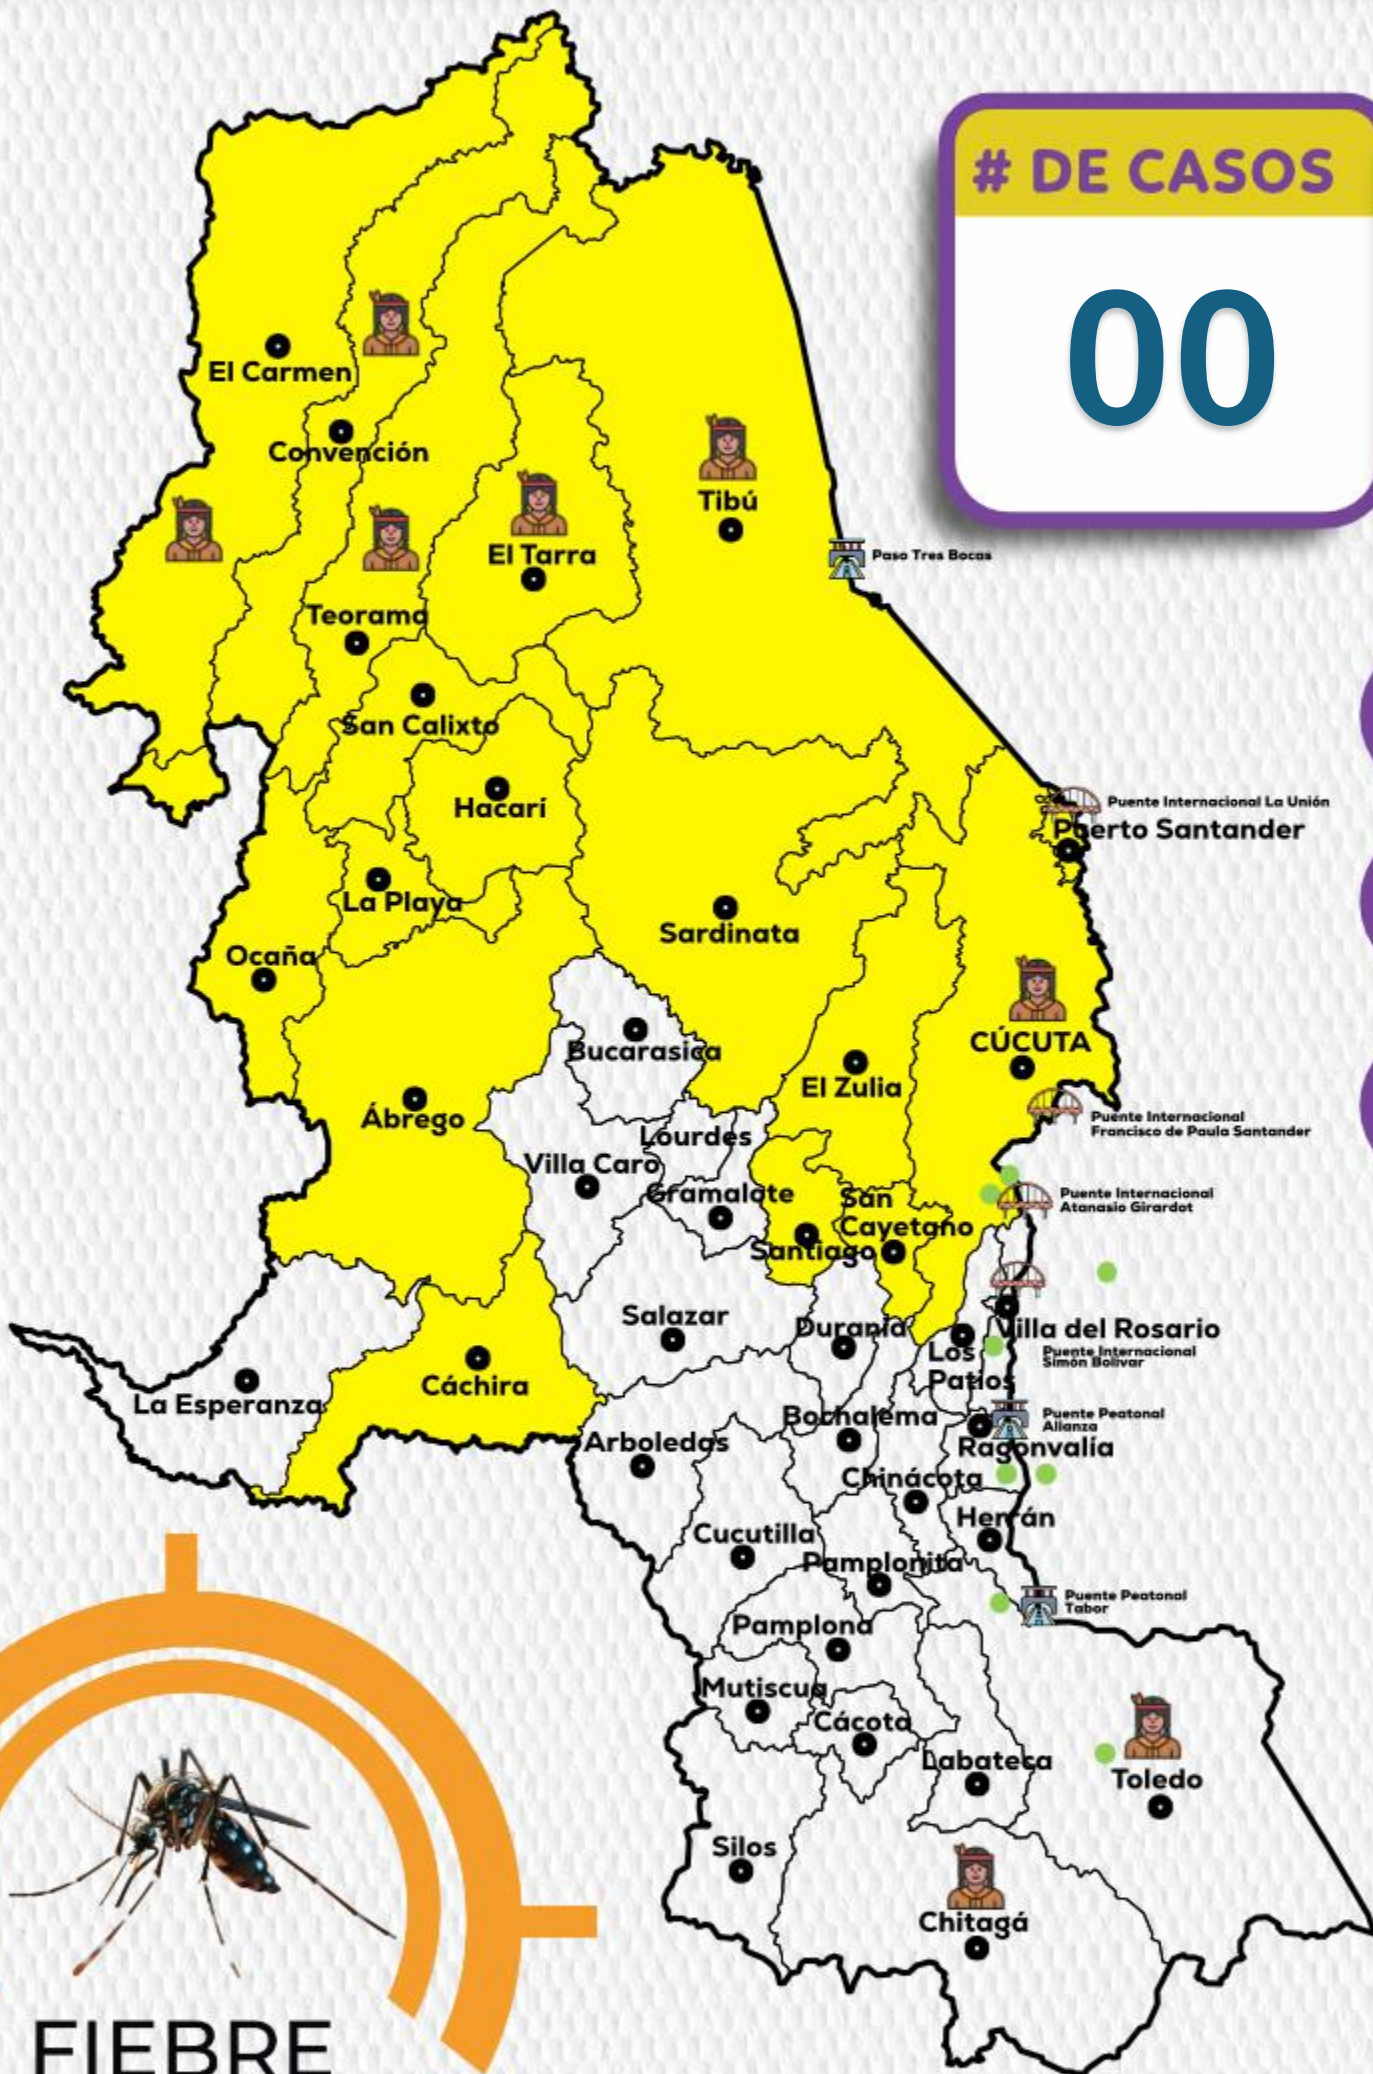 # DE CASOS
00
El Carmen
Convención
Tibú
El Tarra
Paso Tres Bocas
Teorama
San Calixto
Hacarí
Puente Internacional La Unión
Puerto Santander
La Playa
Sardinata
Ocaña
CÚCUTA
Bucarasica
El Zulia
Ábrego
Puente Internacional
Francisco de Paula Santander
Lourdes
Villa Caro
Gramalote
San
Cayetano
Puente Internacional
Atanasio Girardot
Santiago
Salazar
Durania
Villa del Rosario
Los
Patios
Puente Internacional
Simón Bolívar
Cáchira
La Esperanza
Bochalema
Puente Peatonal
Alianza
Arboledas
Ragonvalía
Chinácota
Herrán
Cucutilla
Pamplonita
Puente Peatonal
Tabor
Pamplona
Mutiscua
Cácota
Labateca
Toledo
Silos
Chitagá
FIEBRE